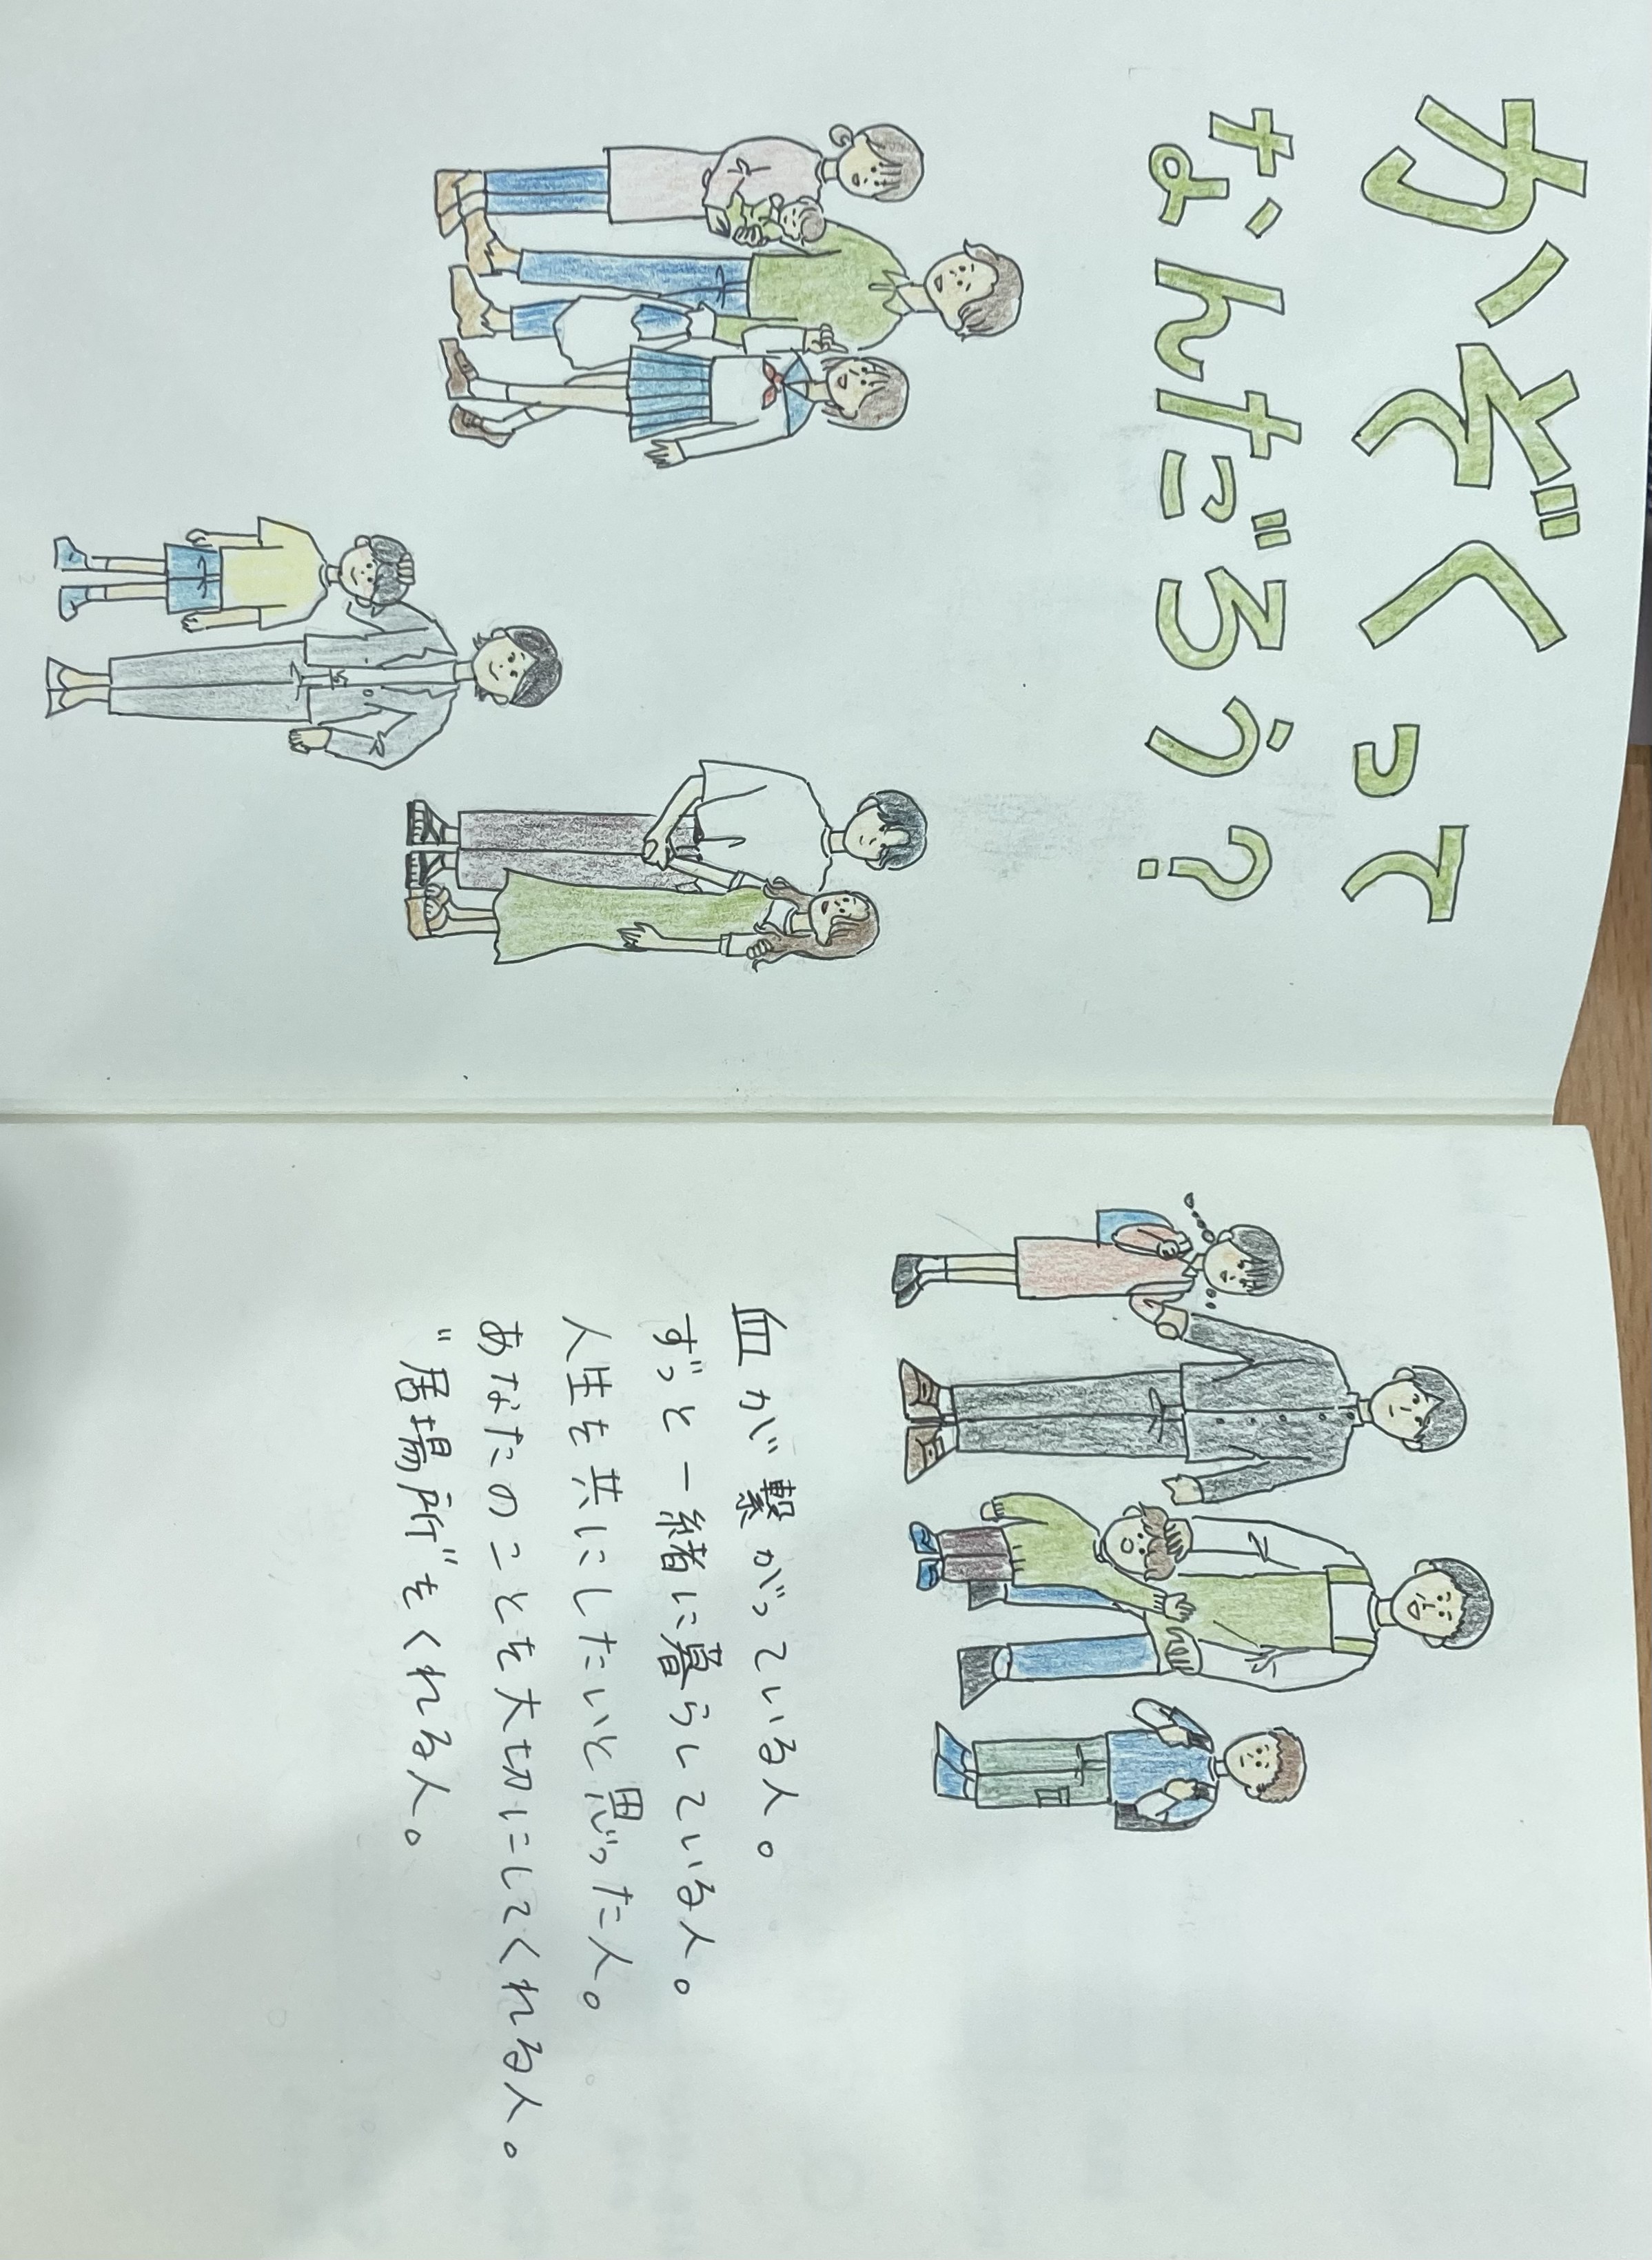 かぞくって
なんだろう?
血が繋がっている人。
ずっと一緒に暮らしている人。
人生を共にしたいと思った人。
あなたのことを大切にしてくれる人。
"居場所"をくれる人。